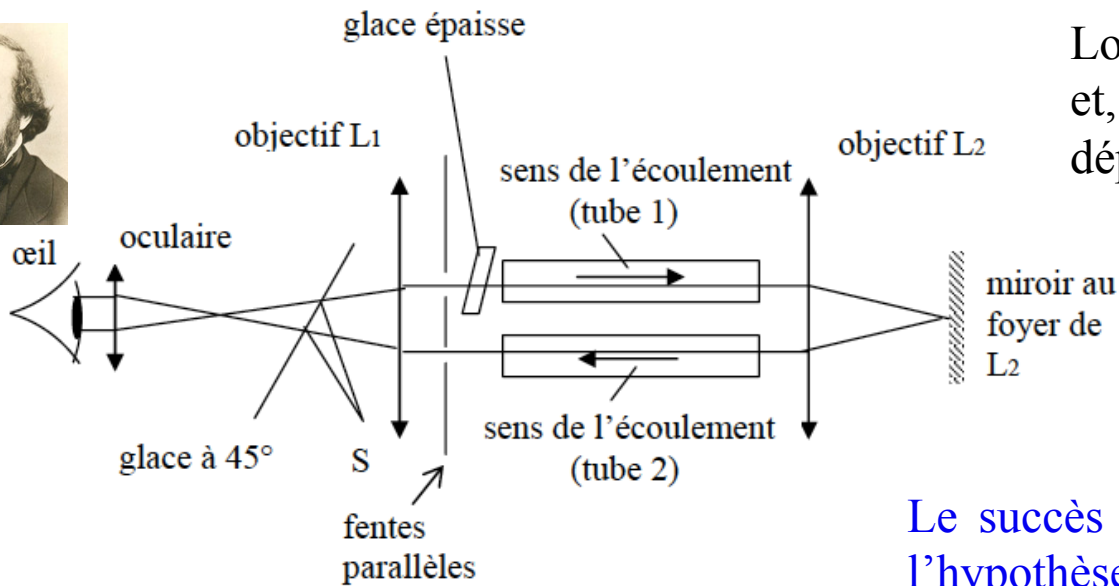 glace épaisse
Lo
et,
dép
objectif L1
sens de l'écoulement
(tube 1)
objectif L2
œil
oculaire
miroir au
foyer de
L2
glace à 45°
S
sens de l'écoulement
(tube 2)
fentes
parallèles
Le succès
l'hypothèse